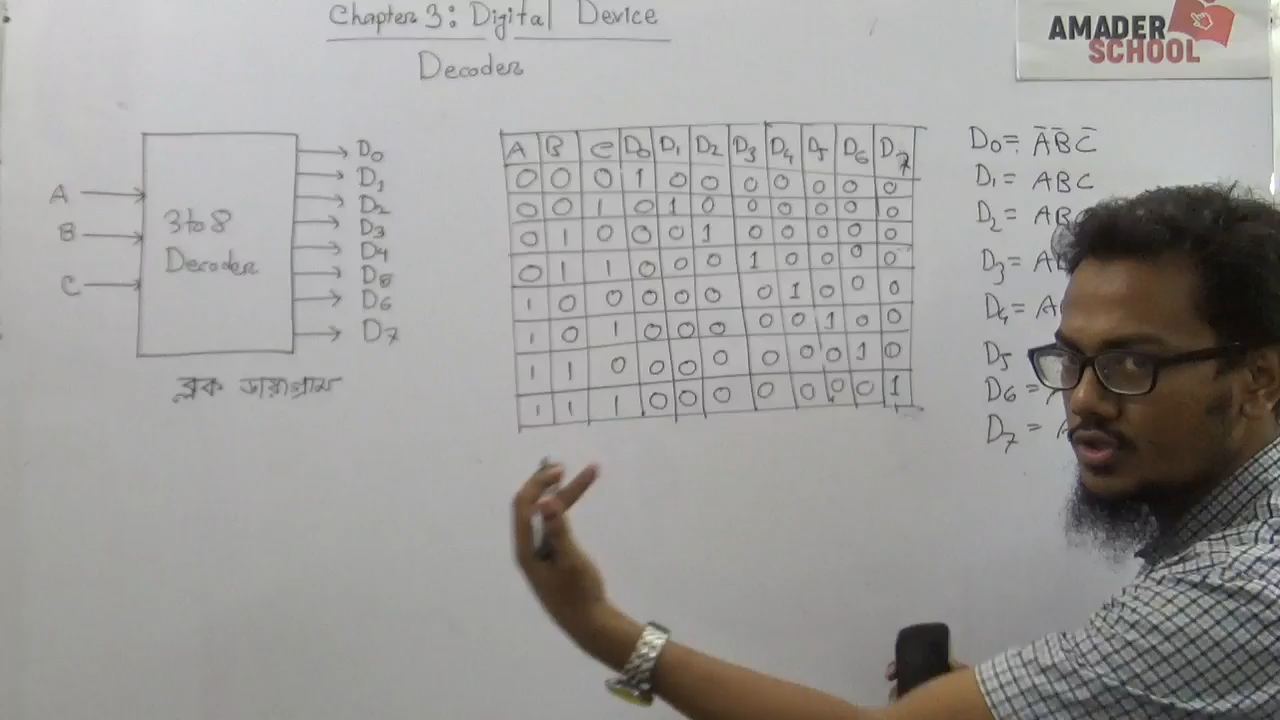 Chapter 3: Digital Device
Decoder
AMADER
SCHOOL
A
B
C
3 to 8
Decoder
D0
D1
D2
D3
D4
D5
D6
D7
ব্লক ডায়াগ্রাম
A B C D0 D1 D2 D3 D4 D5 D6 D7
0 0 0 1 0 0 0 0 0 0 0
0 0 1 0 1 0 0 0 0 0 0
0 1 0 0 0 1 0 0 0 0 0
0 1 1 0 0 0 1 0 0 0 0
1 0 0 0 0 0 0 1 0 0 0
1 0 1 0 0 0 0 0 1 0 0
1 1 0 0 0 0 0 0 0 1 0
1 1 1 0 0 0 0 0 0 0 1
D0 = A̅ B̅ C̅
D1 = ABC
D2 = AB
D3 = A
D4 = A
D5
D6 =
D7 =